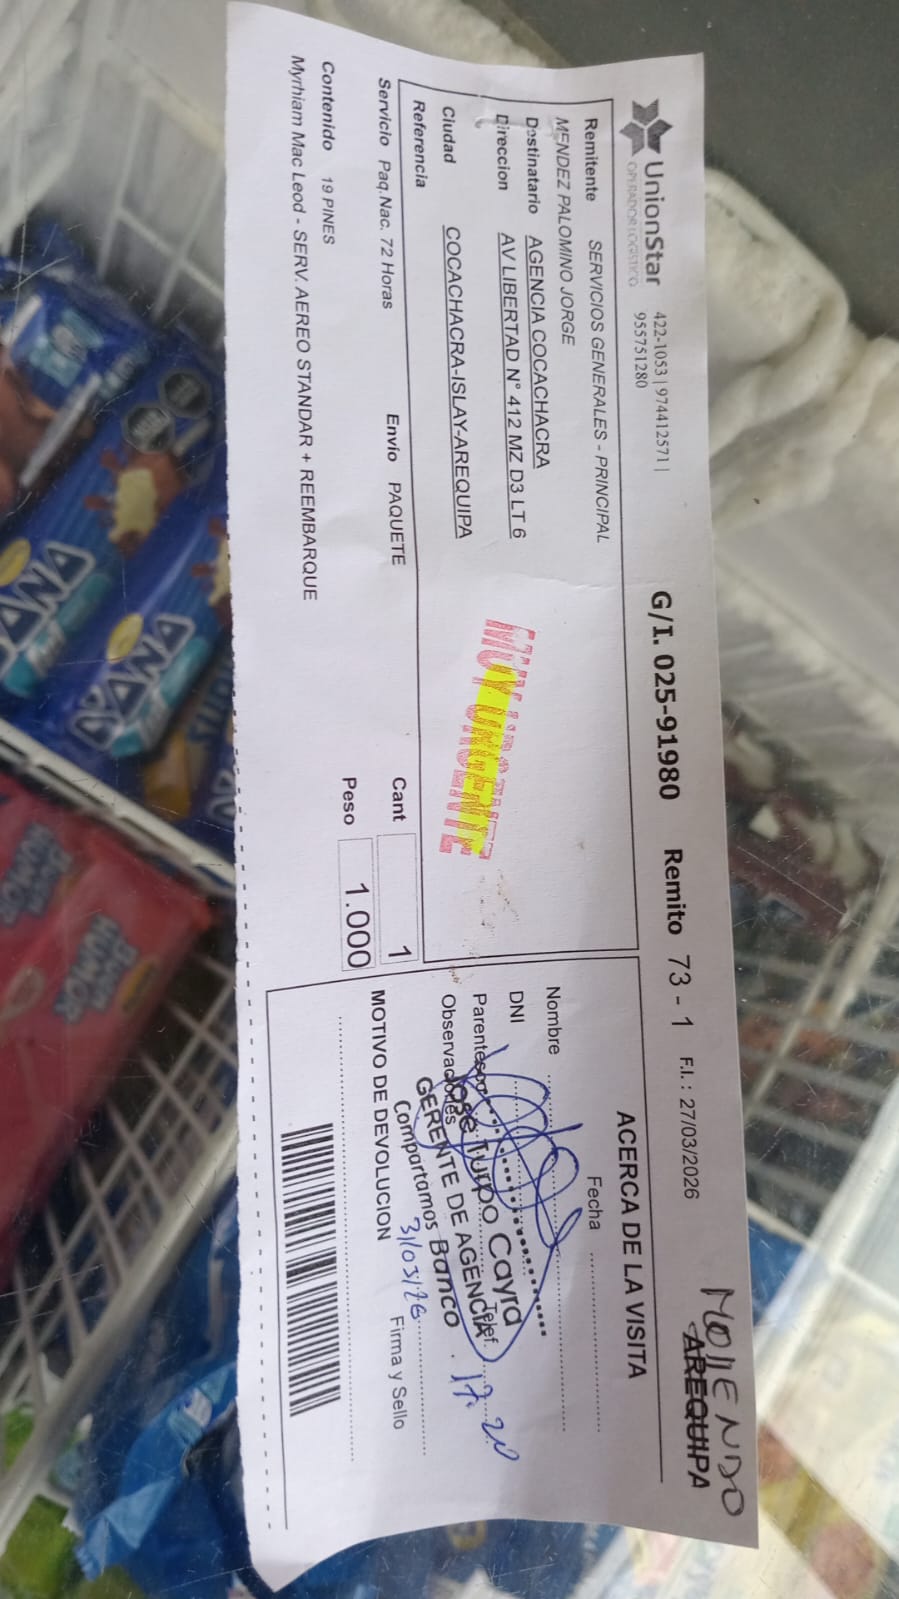 UnionStar
OPERADOR LOGISTICO
422-1053 | 974412571 |
955751280
G/I. 025-91980 Remito 73 - 1 F.I. : 27/03/2026
MOLLENDO
AREQUIPA
Remitente SERVICIOS GENERALES - PRINCIPAL
MENDEZ PALOMINO JORGE
Destinatario AGENCIA COCACHACRA
Direccion AV LIBERTAD N° 412 MZ D3 LT 6
Ciudad COCACHACRA-ISLAY-AREQUIPA
Referencia
MUY URGENTE
Servicio Paq.Nac. 72 Horas Envio PAQUETE Cant 1
Contenido 19 PINES Peso 1.000
Myrhiam Mac Leod - SERV. AEREO STANDAR + REEMBARQUE
ACERCA DE LA VISITA
Fecha
Nombre
DNI
Parentesco Telef.
Observaciones
José Turpo Cayra
GERENTE DE AGENCIA
Compartamos Banco
17:20
31/03/26
MOTIVO DE DEVOLUCION Firma y Sello